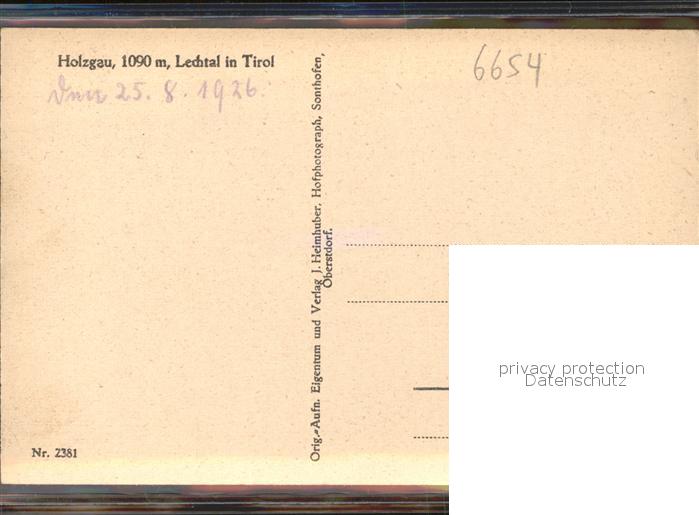 Holzgau, 1090 m, Lechtal in Tirol
25. 8. 1926.
6654
Orig.=Aufn. Eigentum und Verlag J. Heimhuber, Hofphotograph, Sonthofen,
Oberstdorf.
Nr. 2381
privacy protection
Datenschutz